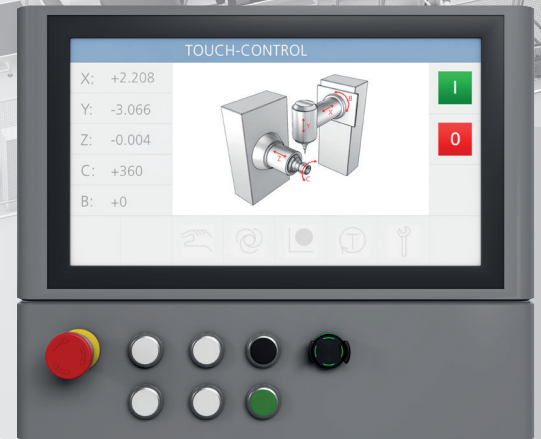 TOUCH-CONTROL
X: +2.208
Y: -3.066
Z: -0.004
C: +360
B: +0
I
0
B
X
Y
Z
C
T